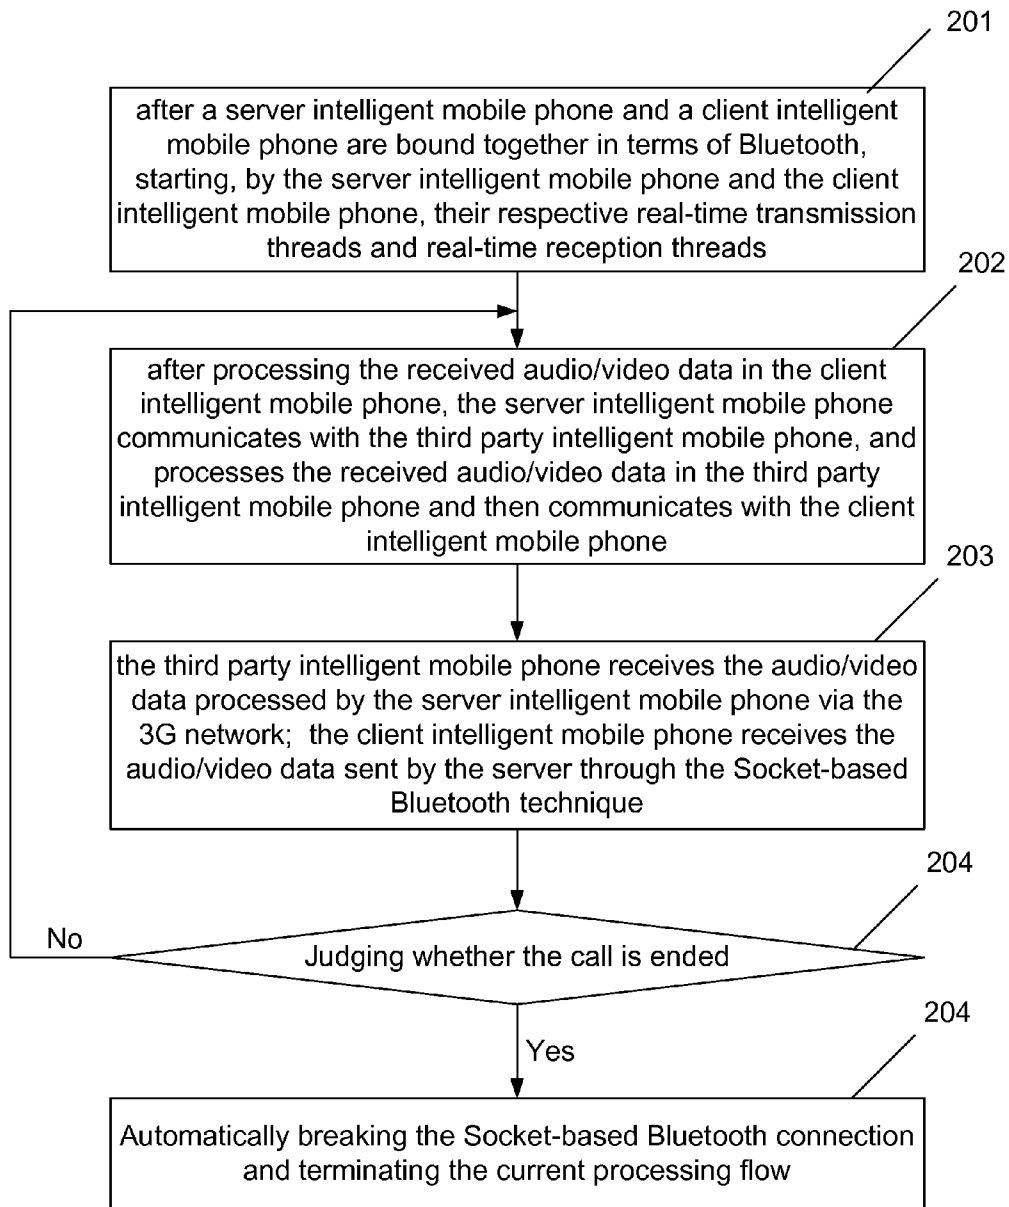 201
after a server intelligent mobile phone and a client intelligent
mobile phone are bound together in terms of Bluetooth,
starting, by the server intelligent mobile phone and the client
intelligent mobile phone, their respective real-time transmission
threads and real-time reception threads
202
after processing the received audio/video data in the client
intelligent mobile phone, the server intelligent mobile phone
communicates with the third party intelligent mobile phone, and
processes the received audio/video data in the third party
intelligent mobile phone and then communicates with the client
intelligent mobile phone
203
the third party intelligent mobile phone receives the audio/video
data processed by the server intelligent mobile phone via the
3G network; the client intelligent mobile phone receives the
audio/video data sent by the server through the Socket-based
Bluetooth technique
204
No
Judging whether the call is ended
Yes
204
Automatically breaking the Socket-based Bluetooth connection
and terminating the current processing flow